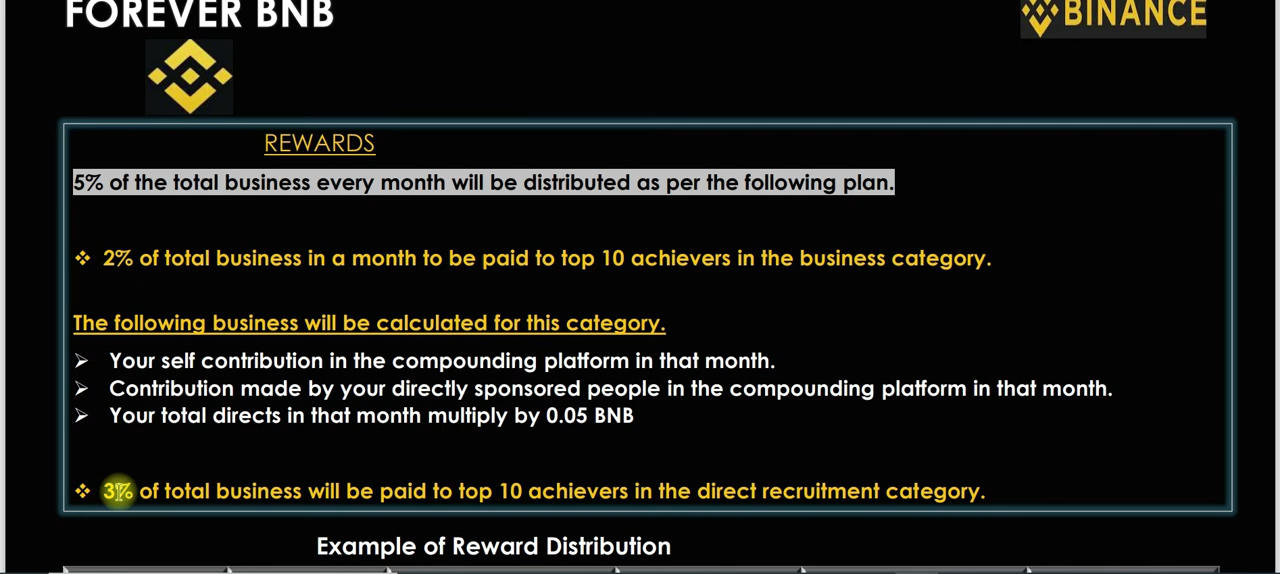 FOREVER BNB
BINANCE
REWARDS
5% of the total business every month will be distributed as per the following plan.
❖ 2% of total business in a month to be paid to top 10 achievers in the business category.
The following business will be calculated for this category.
➢ Your self contribution in the compounding platform in that month.
➢ Contribution made by your directly sponsored people in the compounding platform in that month.
➢ Your total directs in that month multiply by 0.05 BNB
❖ 3% of total business will be paid to top 10 achievers in the direct recruitment category.
Example of Reward Distribution